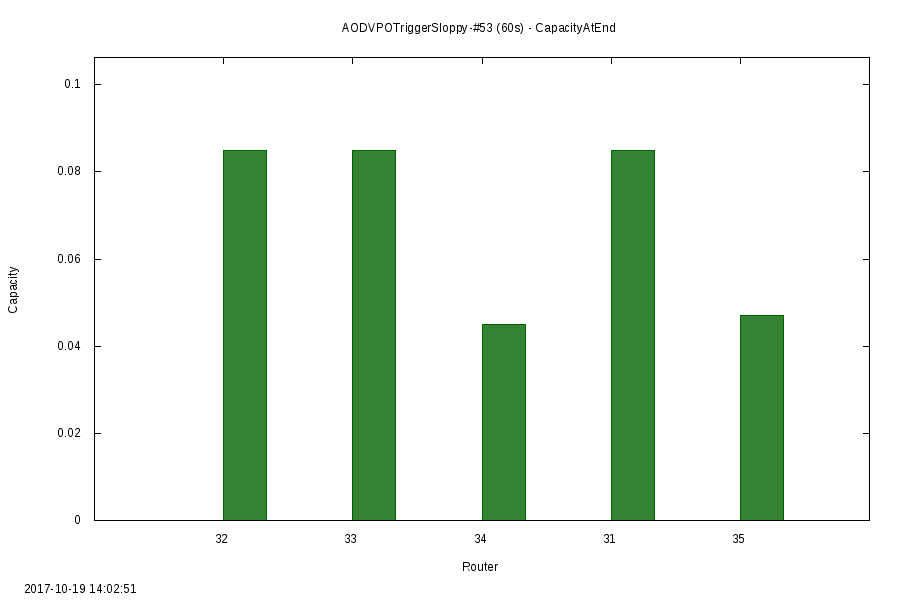 AODVPOTriggerSloppy-#53 (60s) - CapacityAtEnd
0.1
0.08
0.06
0.04
0.02
0
Capacity
32 33 34 31 35
Router
2017-10-19 14:02:51